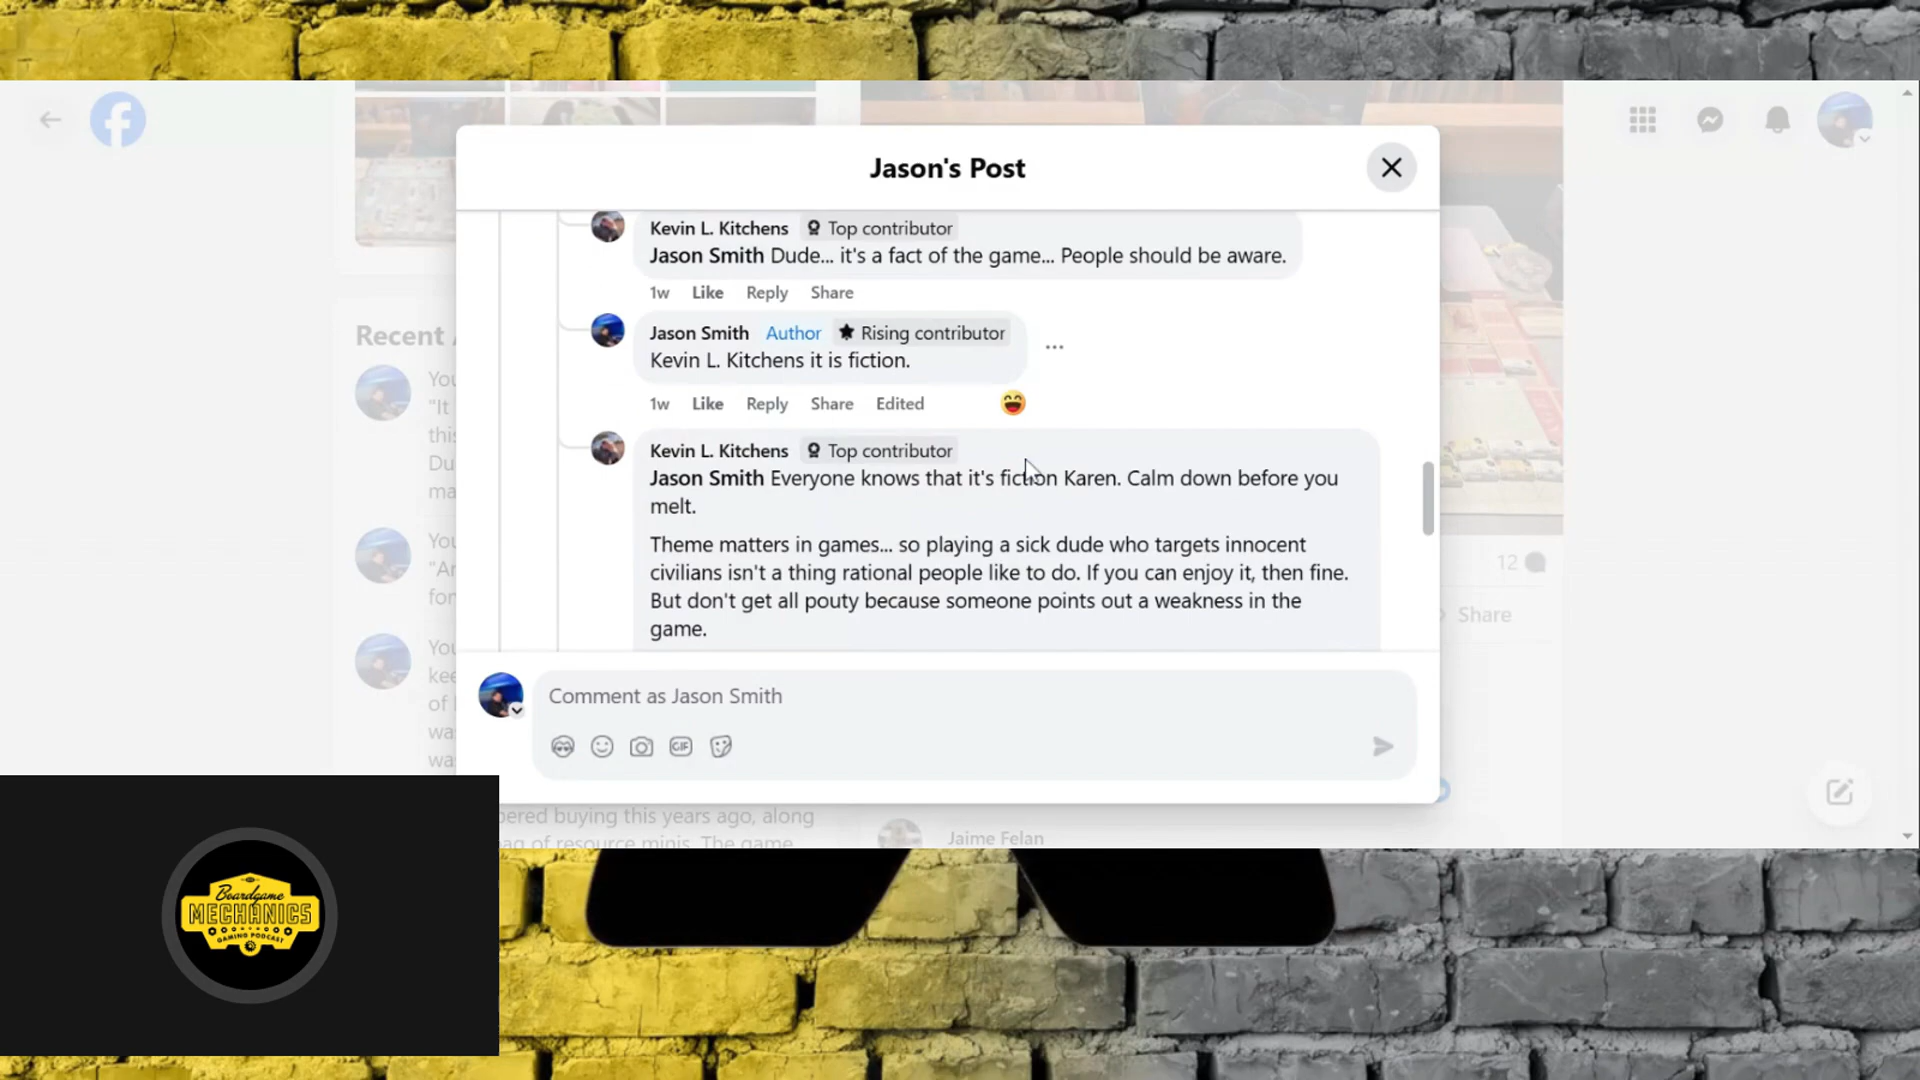 Jason's Post
Kevin L. Kitchens Top contributor
Jason Smith Dude... it's a fact of the game... People should be aware.
1w Like Reply Share
Jason Smith Author Rising contributor
Kevin L. Kitchens it is fiction.
1w Like Reply Share Edited
Kevin L. Kitchens Top contributor
Jason Smith Everyone knows that it's fiction Karen. Calm down before you
melt.
Theme matters in games... so playing a sick dude who targets innocent
civilians isn't a thing rational people like to do. If you can enjoy it, then fine.
But don't get all pouty because someone points out a weakness in the
game.
Comment as Jason Smith
GIF
Recent
You
"It
this
Du
ma
You
"Ar
for
You
kee
of
wa
wa
ered buying this years ago, along
ag of resource minis. The game
12
Share
Jaime Felan
Boardgame
MECHANICS
GAMING PODCAST